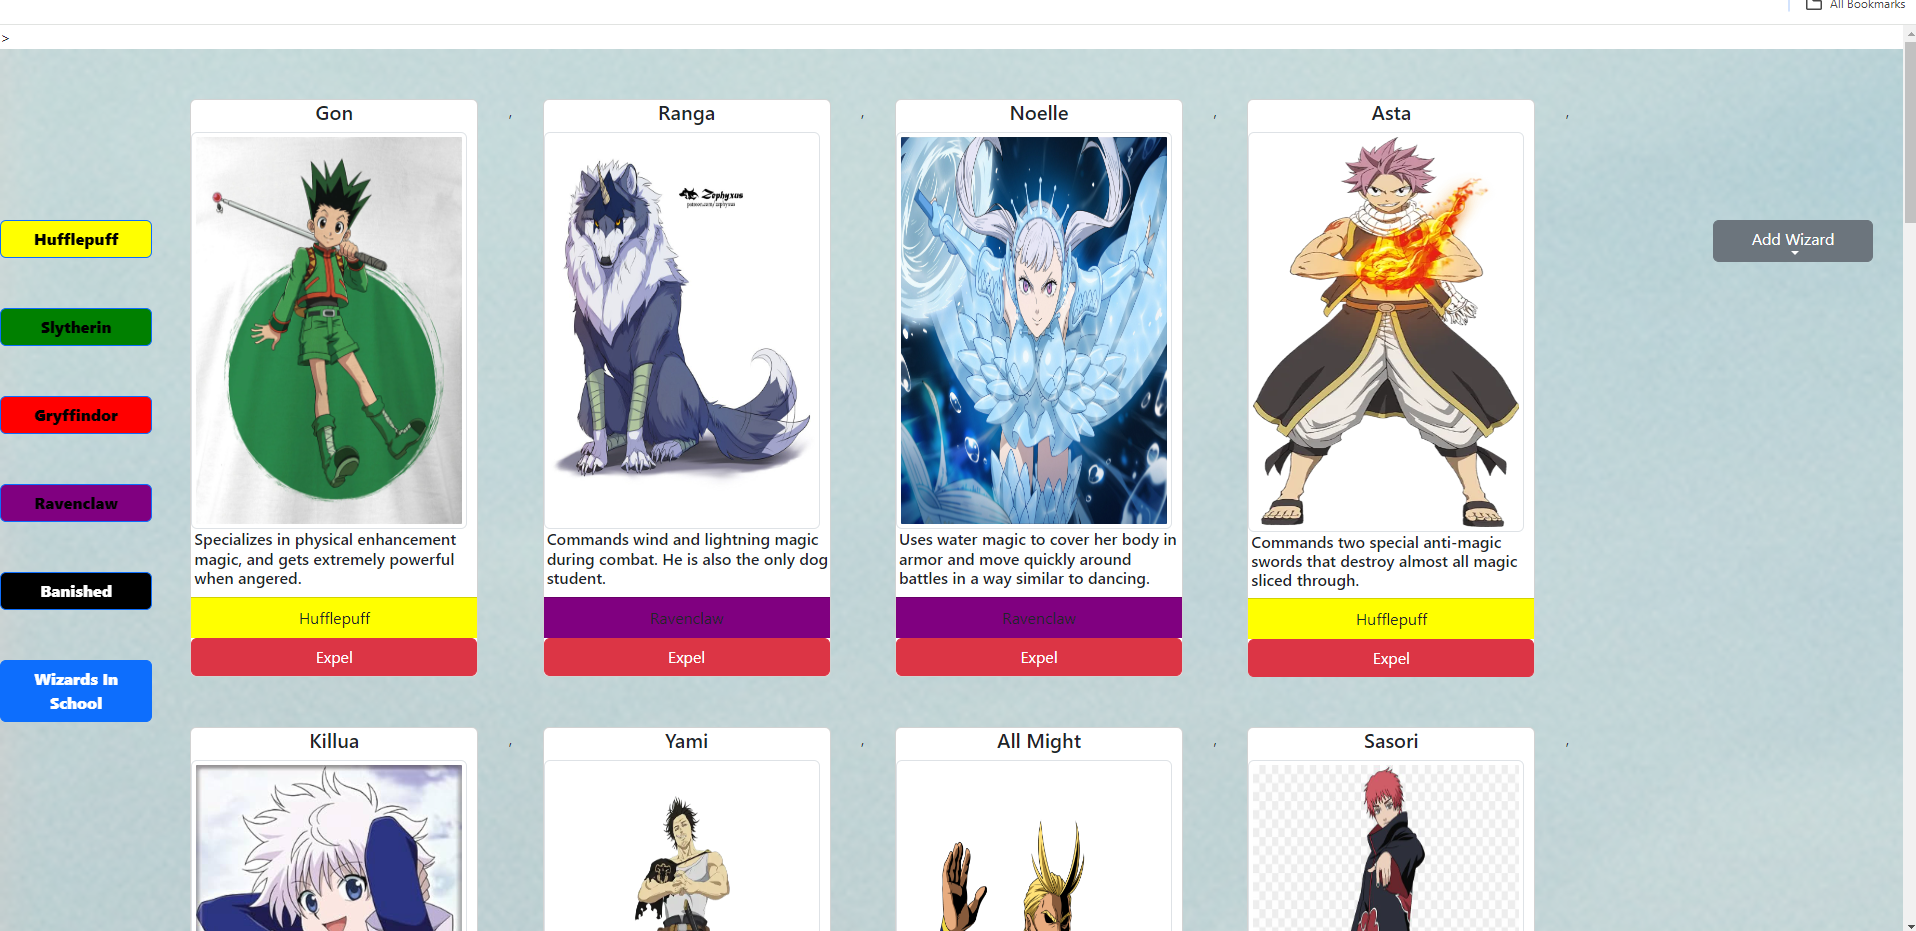 All Bookmarks
>
Gon , Ranga , Noelle , Asta ,
Zephyxus
patreon.com/zephyxus
Hufflepuff
Add Wizard
Slytherin
Gryffindor
Ravenclaw
Banished
Wizards In
School
Specializes in physical enhancement
magic, and gets extremely powerful
when angered.
Hufflepuff
Expel
Commands wind and lightning magic
during combat. He is also the only dog
student.
Ravenclaw
Expel
Uses water magic to cover her body in
armor and move quickly around
battles in a way similar to dancing.
Ravenclaw
Expel
Commands two special anti-magic
swords that destroy almost all magic
sliced through.
Hufflepuff
Expel
Killua , Yami , All Might , Sasori ,